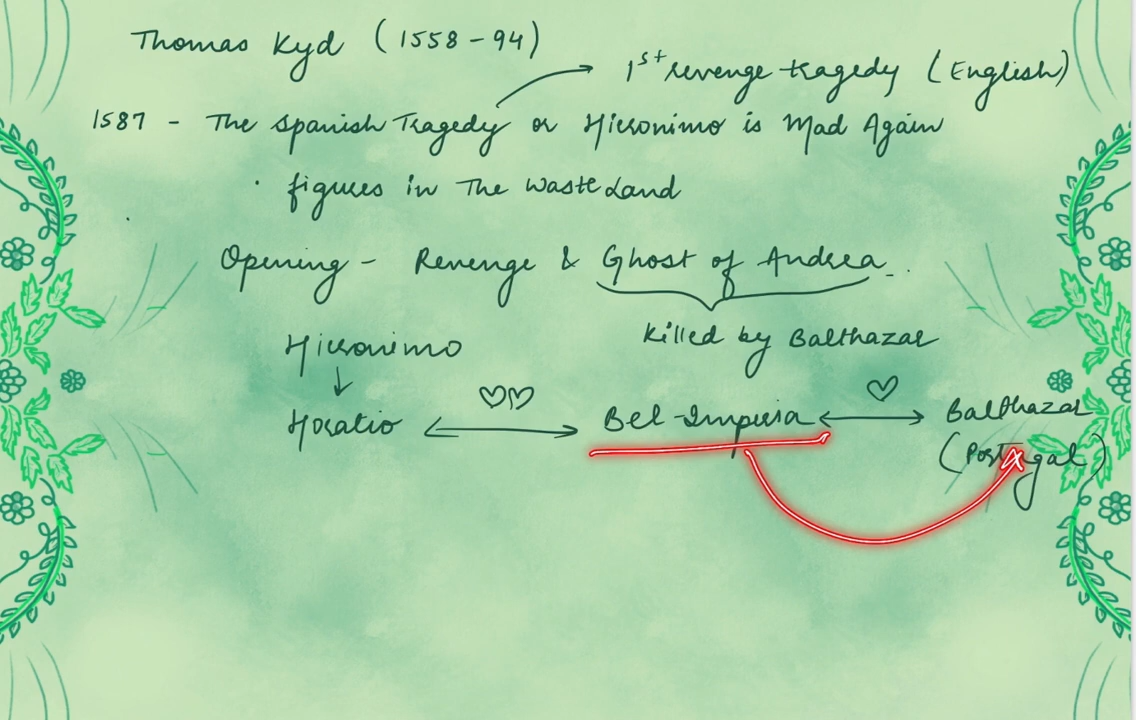 Thomas Kyd (1558-94)
1st revenge tragedy (English)
1587 - The Spanish Tragedy or Hieronimo is Mad Again
· figures in The Waste Land
Opening - Revenge & Ghost of Andrea
Killed by Balthazar
Hieronimo
Horatio Bel-Imperia Balthazar
(Portugal)